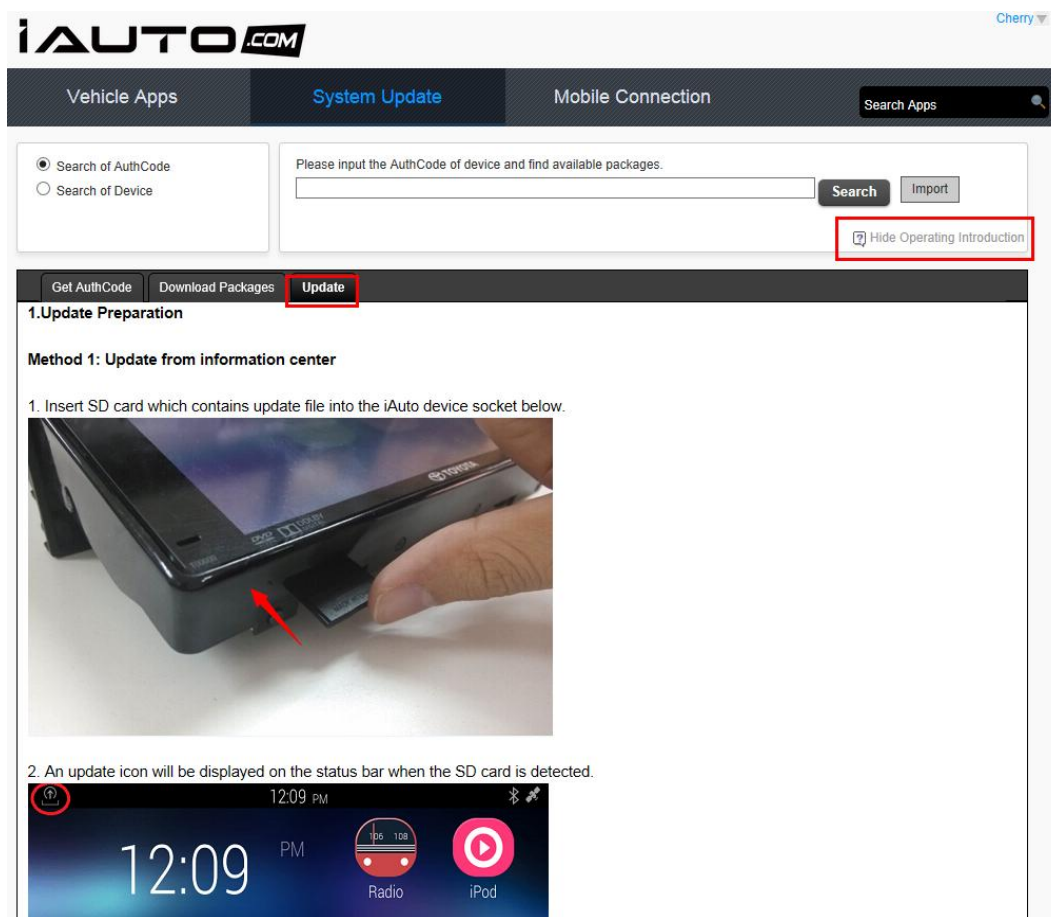 iAUTO.COM
Cherry
Vehicle Apps
System Update
Mobile Connection
Search Apps
Search of AuthCode
Search of Device
Please input the AuthCode of device and find available packages.
Search
Import
Hide Operating Introduction
Get AuthCode
Download Packages
Update
1.Update Preparation
Method 1: Update from information center
1. Insert SD card which contains update file into the iAuto device socket below.
TOYOTA
DVD
DOLBY
2. An update icon will be displayed on the status bar when the SD card is detected.
12:09 PM
12:09 PM
106 108
Radio
iPod